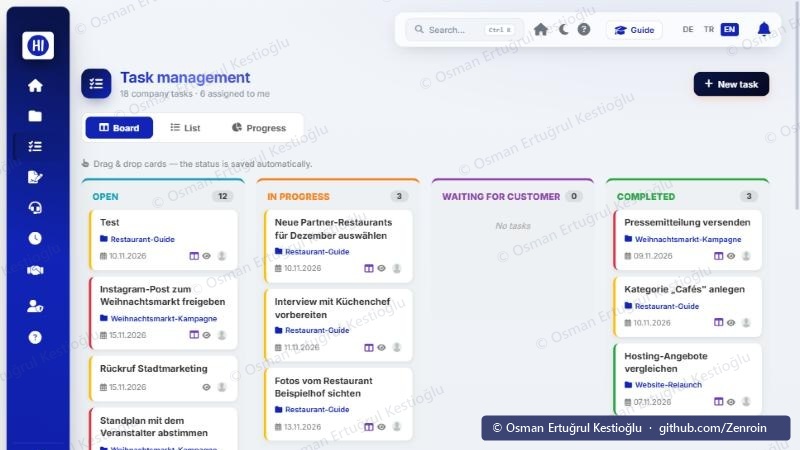 HI
Search...
Ctrl K
Guide
DE TR EN
Task management
18 company tasks · 6 assigned to me
+ New task
Board
List
Progress
Drag & drop cards — the status is saved automatically.
OPEN 12
Test
Restaurant-Guide
10.11.2026
Instagram-Post zum
Weihnachtsmarkt freigeben
Weihnachtsmarkt-Kampagne
15.11.2026
Rückruf Stadtmarketing
15.11.2026
Standplan mit dem
Veranstalter abstimmen
Weihnachtsmarkt-Kampagne
IN PROGRESS 3
Neue Partner-Restaurants
für Dezember auswählen
Restaurant-Guide
10.11.2026
Interview mit Küchenchef
vorbereiten
Restaurant-Guide
11.11.2026
Fotos vom Restaurant
Beispielhof sichten
Restaurant-Guide
13.11.2026
WAITING FOR CUSTOMER 0
No tasks
COMPLETED 3
Pressemitteilung versenden
Weihnachtsmarkt-Kampagne
09.11.2026
Kategorie „Cafés" anlegen
Restaurant-Guide
10.11.2026
Hosting-Angebote
vergleichen
Website-Relaunch
07.11.2026
© Osman Ertuğrul Kestioğlu
© Osman Ertuğrul Kestioğlu · github.com/Zenroin